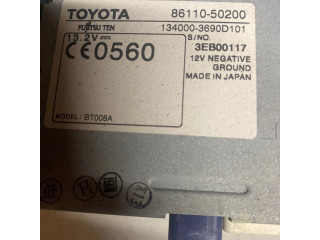 TOYOTA 86110-50200
FUJITSU TEN 134000-3690D101
13.2V⎓ S/NO.
CE0560 3EB00117
12V NEGATIVE
GROUND
MADE IN JAPAN
MODEL: BT008A